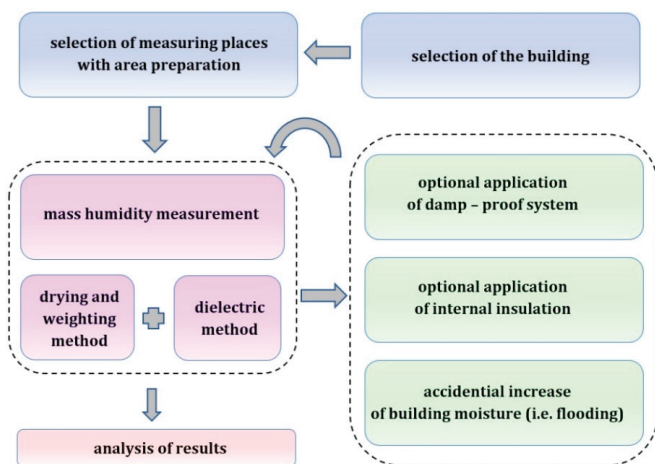 selection of measuring places
with area preparation
selection of the building
mass humidity measurement
drying and
weighting
method
dielectric
method
optional application
of damp – proof system
optional application
of internal insulation
accidential increase
of building moisture (i.e. flooding)
analysis of results